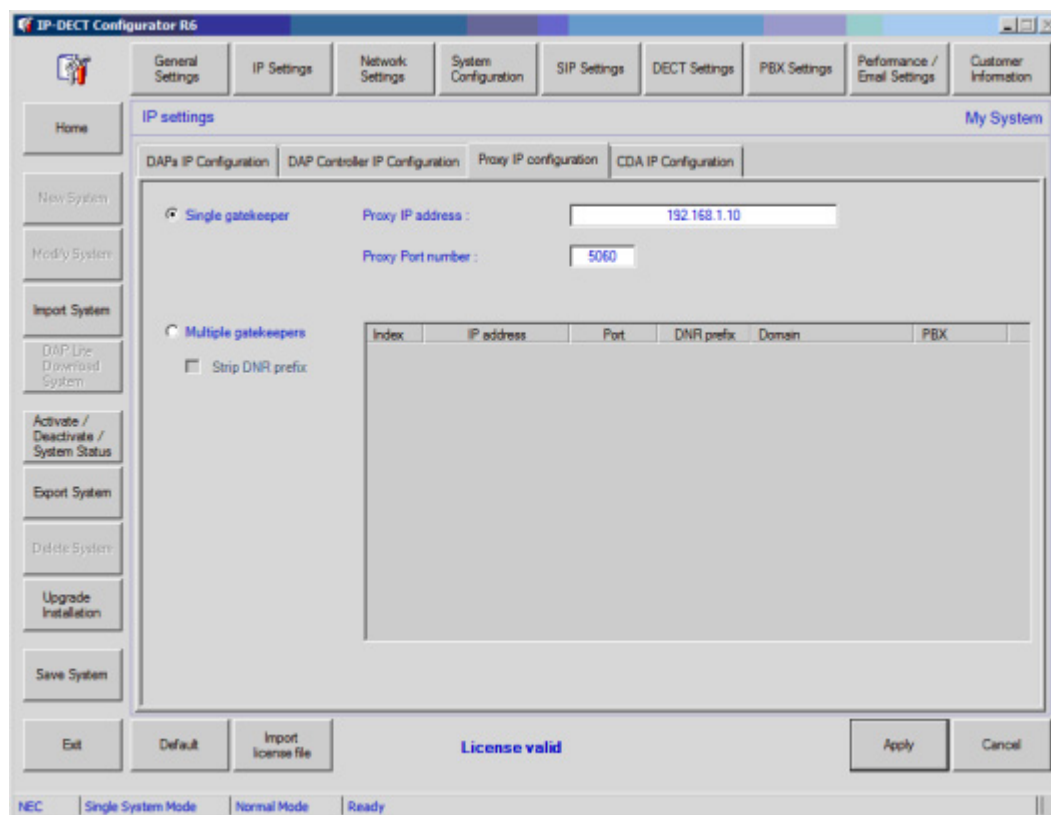 IP-DECT Configurator R6
General
Settings
IP Settings
Network
Settings
System
Configuration
SIP Settings
DECT Settings
PBX Settings
Performance /
Email Settings
Customer
Information
Home
New System
Modify System
Import System
DAP Lite
Download
System
Activate /
Deactivate /
System Status
Export System
Delete System
Upgrade
Installation
Save System
IP settings
My System
DAPs IP Configuration
DAP Controller IP Configuration
Proxy IP configuration
CDA IP Configuration
Single gatekeeper
Proxy IP address :
192.168.1.10
Proxy Port number :
5060
Multiple gatekeepers
Strip DNR prefix
Index
IP address
Port
DNR prefix
Domain
PBX
Exit
Default
Import
license file
License valid
Apply
Cancel
NEC
Single System Mode
Normal Mode
Ready